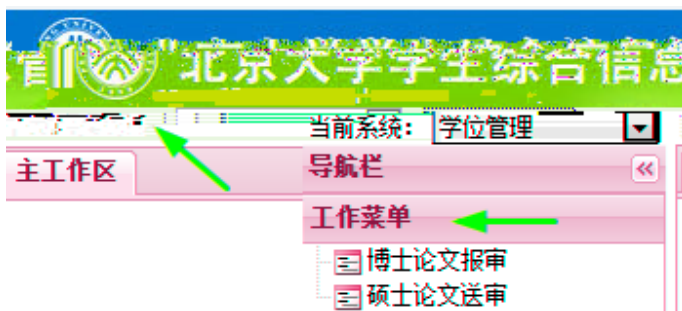 北京大学学生综合信息
当前系统： 学位管理
主工作区
导航栏
工作菜单
博士论文报审
硕士论文送审